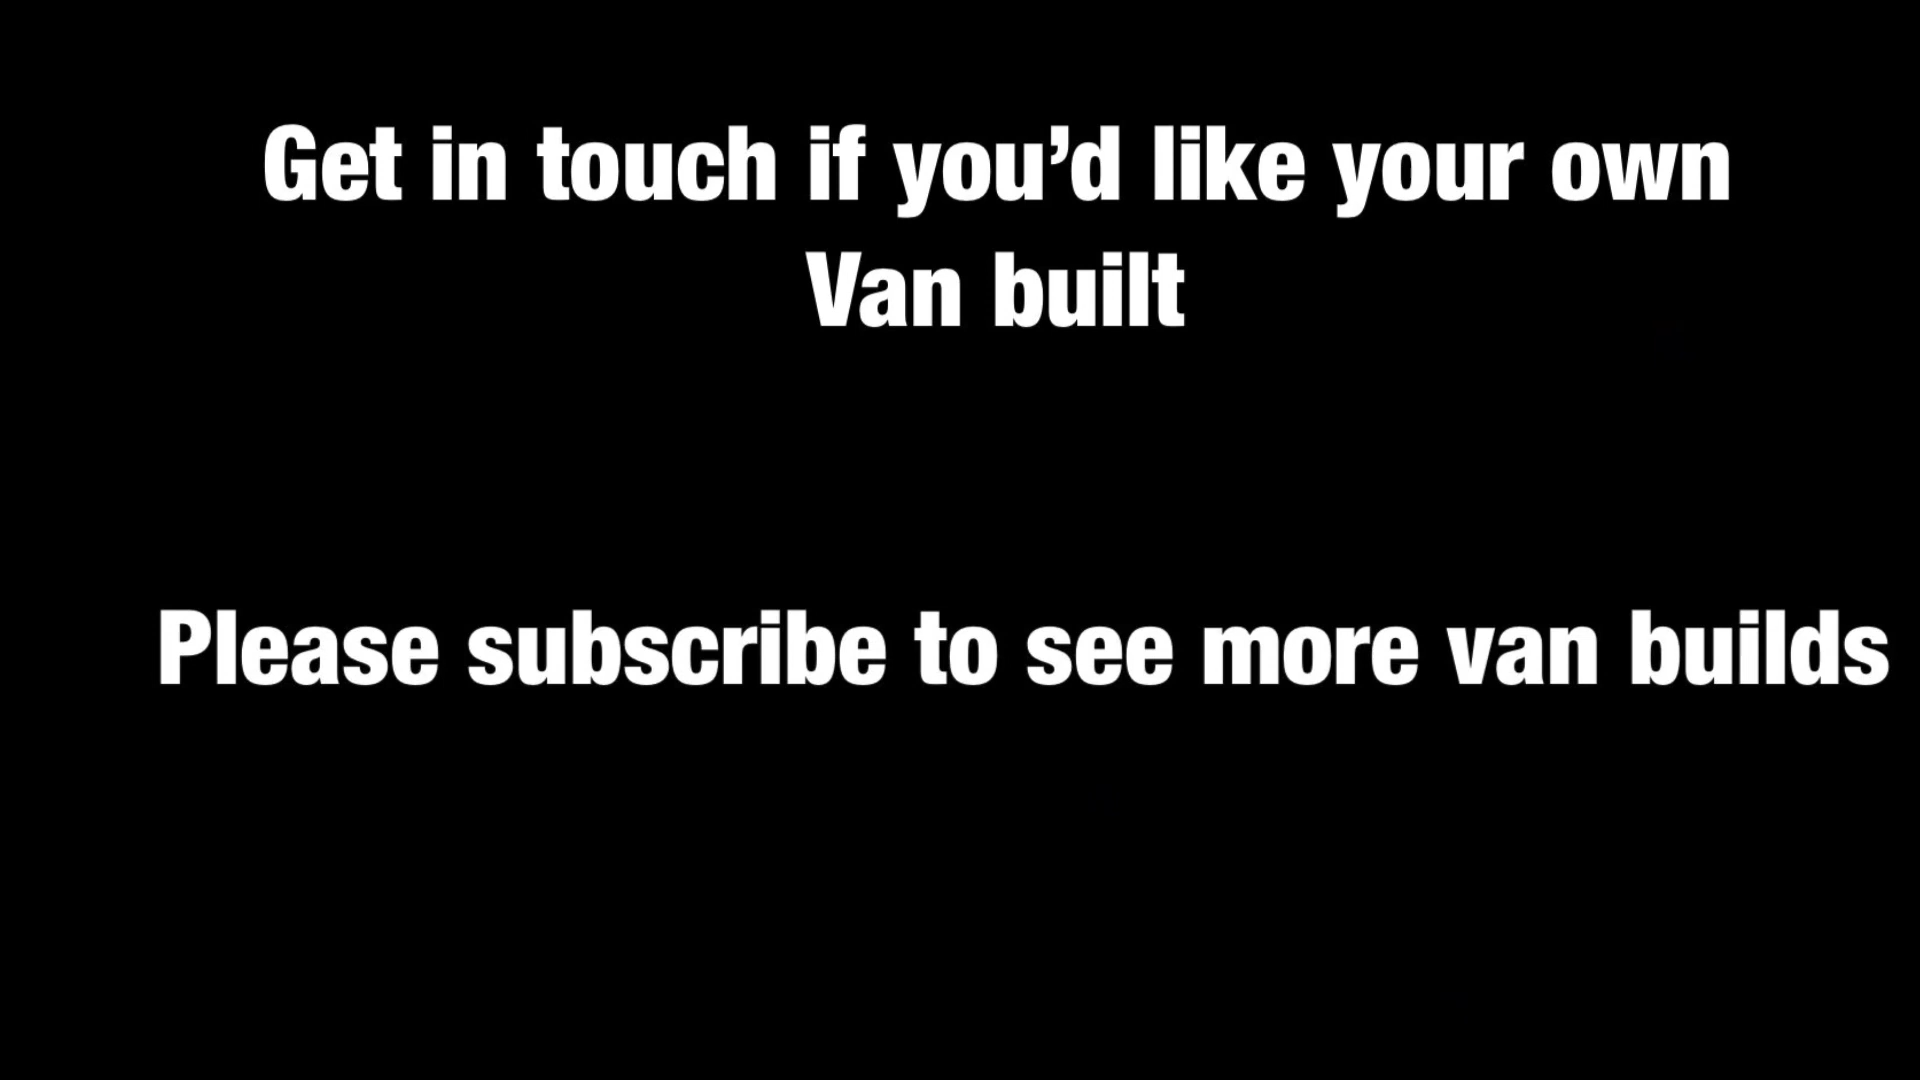 Get in touch if you’d like your own
Van built
Please subscribe to see more van builds